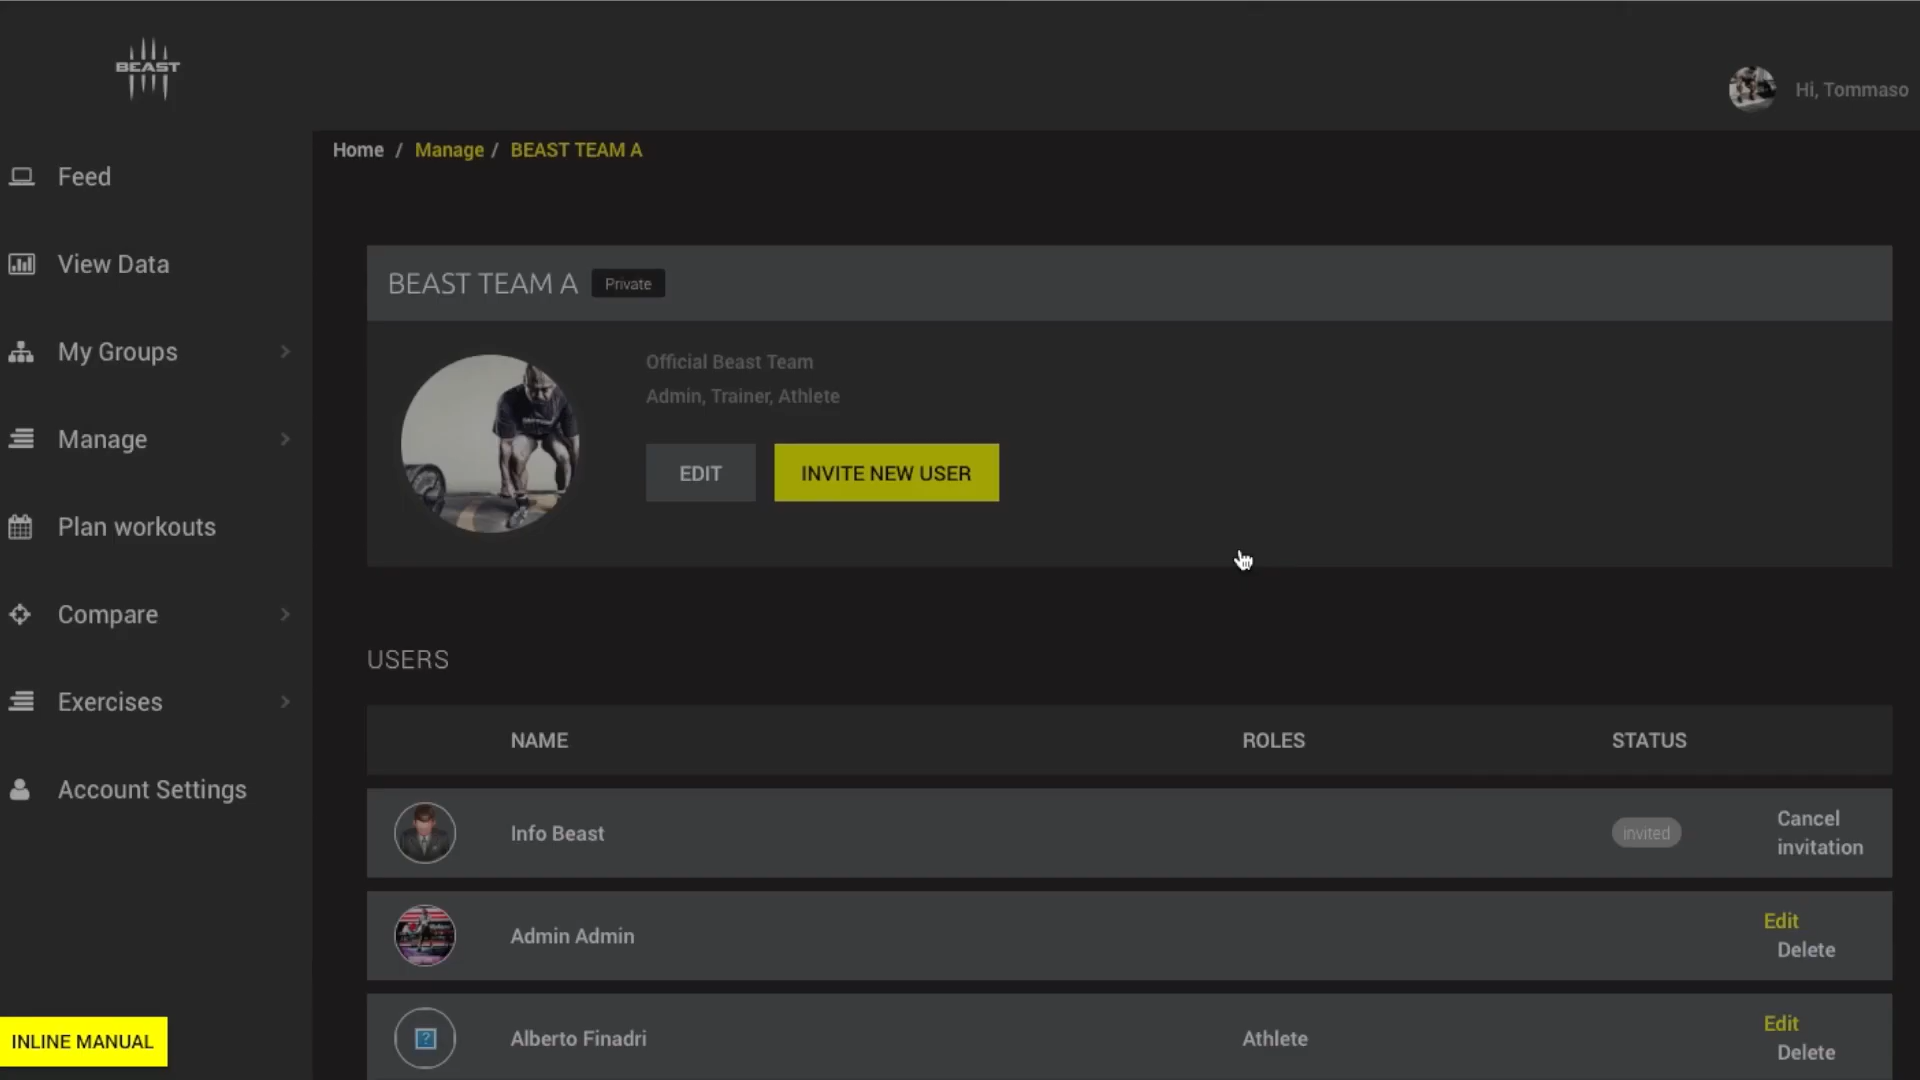 BEAST
Hi, Tommaso
Home / Manage / BEAST TEAM A
Feed
View Data
My Groups
Manage
Plan workouts
Compare
Exercises
Account Settings
INLINE MANUAL
BEAST TEAM A Private
Official Beast Team
Admin, Trainer, Athlete
EDIT INVITE NEW USER
USERS
NAME ROLES STATUS
Info Beast invited Cancel
invitation
Admin Admin Edit
Delete
Alberto Finadri Athlete Edit
Delete